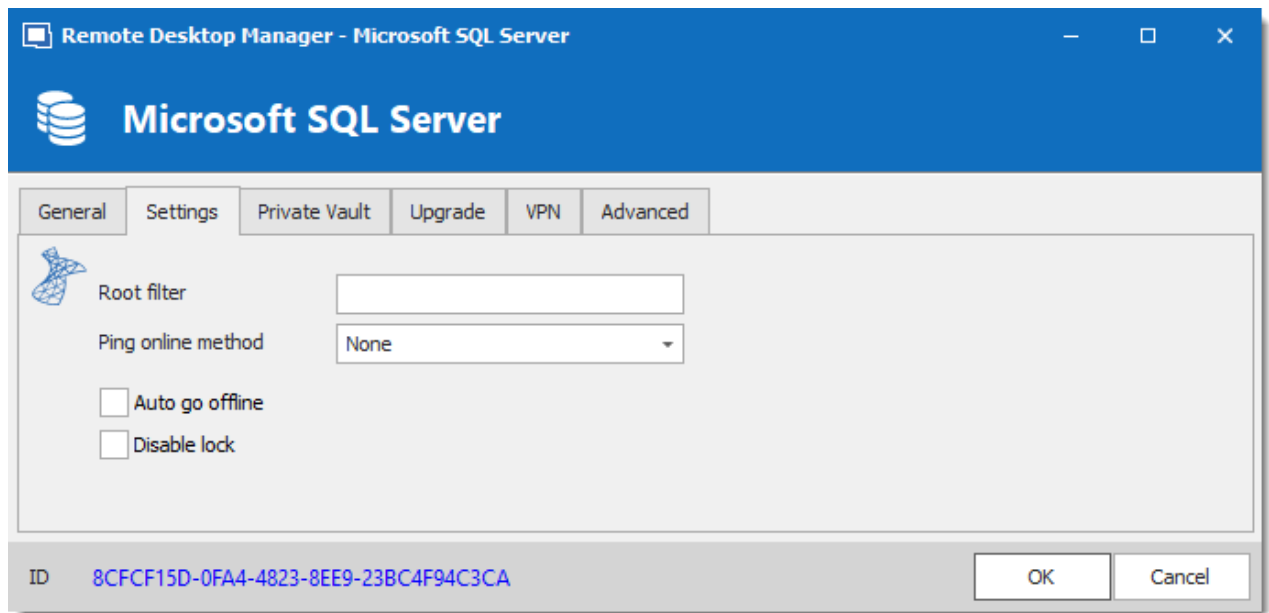 Remote Desktop Manager - Microsoft SQL Server
Microsoft SQL Server
General Settings Private Vault Upgrade VPN Advanced
Root filter
Ping online method None
Auto go offline
Disable lock
ID 8CFCF15D-0FA4-4823-8EE9-23BC4F94C3CA OK Cancel